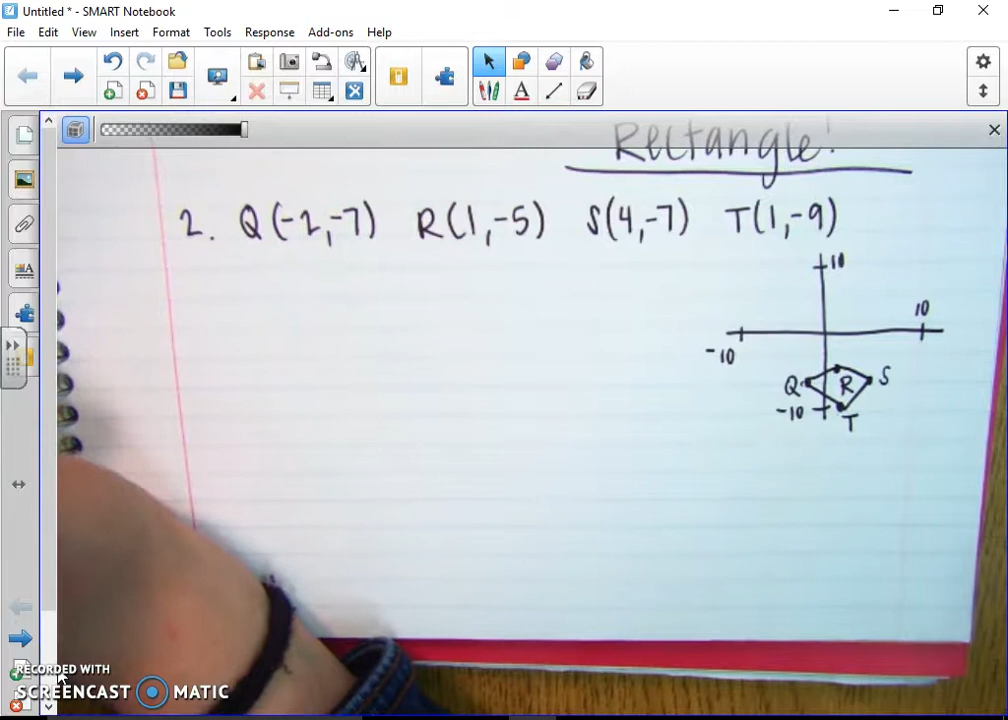 Untitled * - SMART Notebook
File Edit View Insert Format Tools Response Add-ons Help
Rectangle!
2. Q(-2,-7) R(1,-5) S(4,-7) T(1,-9)
10
10
-10
Q R S
-10
T
RECORDED WITH
SCREENCAST MATIC